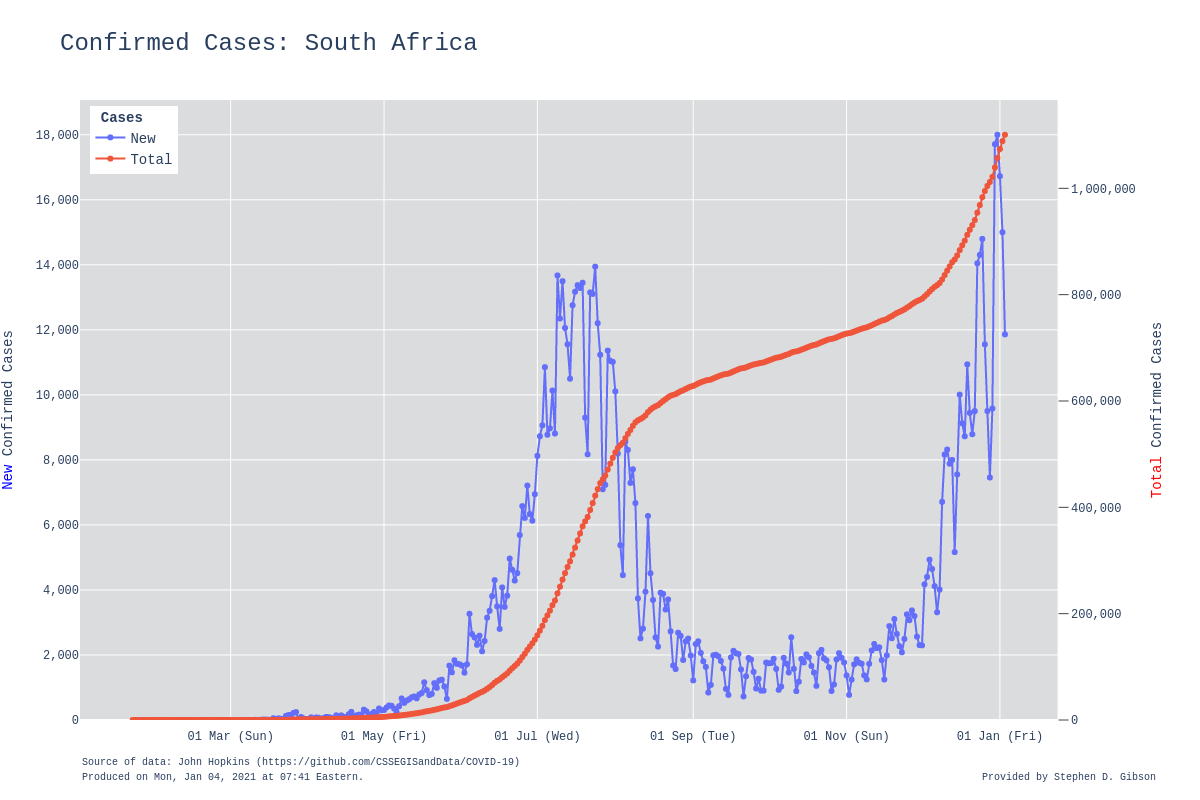 Confirmed Cases: South Africa
Cases
New
Total
18,000
16,000
14,000
12,000
10,000
8,000
6,000
4,000
2,000
0
New Confirmed Cases
1,000,000
800,000
600,000
400,000
200,000
0
Total Confirmed Cases
01 Mar (Sun) 01 May (Fri) 01 Jul (Wed) 01 Sep (Tue) 01 Nov (Sun) 01 Jan (Fri)
Source of data: John Hopkins (https://github.com/CSSEGISandData/COVID-19)
Produced on Mon, Jan 04, 2021 at 07:41 Eastern.
Provided by Stephen D. Gibson